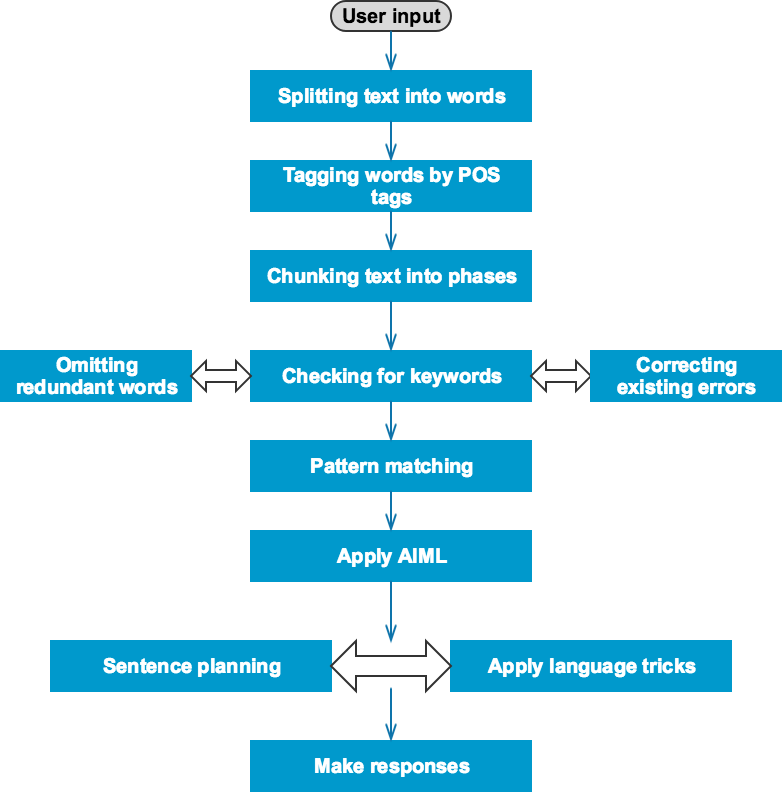 User input
Splitting text into words
Tagging words by POS
tags
Chunking text into phases
Omitting
redundant words
Checking for keywords
Correcting
existing errors
Pattern matching
Apply AIML
Sentence planning
Apply language tricks
Make responses